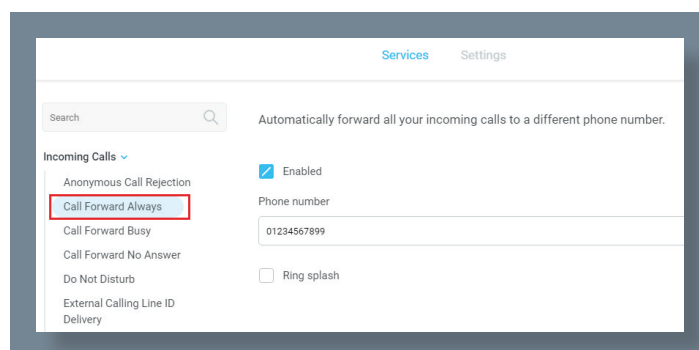 Services Settings
Search
Automatically forward all your incoming calls to a different phone number.
Incoming Calls
Anonymous Call Rejection
Enabled
Call Forward Always
Phone number
Call Forward Busy
01234567899
Call Forward No Answer
Do Not Disturb
Ring splash
External Calling Line ID
Delivery